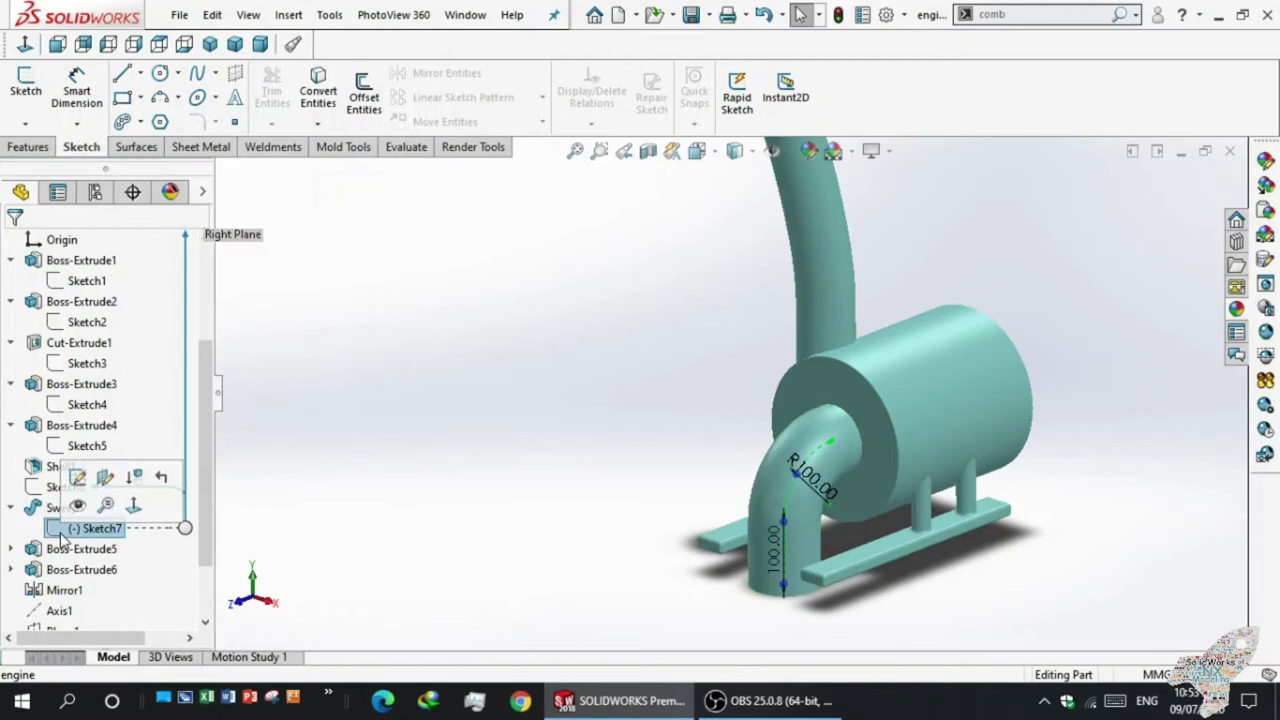 SOLIDWORKS File Edit View Insert Tools PhotoView 360 Window Help engi... comb ?
Sketch Smart Dimension Trim Entities Convert Entities Offset Entities Mirror Entities Linear Sketch Pattern Move Entities Display/Delete Relations Repair Sketch Quick Snaps Rapid Sketch Instant2D
Features Sketch Surfaces Sheet Metal Weldments Mold Tools Evaluate Render Tools
Right Plane
Origin
Boss-Extrude1
Sketch1
Boss-Extrude2
Sketch2
Cut-Extrude1
Sketch3
Boss-Extrude3
Sketch4
Boss-Extrude4
Sketch5
(-) Sketch7
Boss-Extrude5
Boss-Extrude6
Mirror1
Axis1
R100.00
100.00
Y
Z X
Model 3D Views Motion Study 1
engine Editing Part
SolidWorks
SOLIDWORKS Prem... OBS 25.0.8 (64-bit, ... ENG